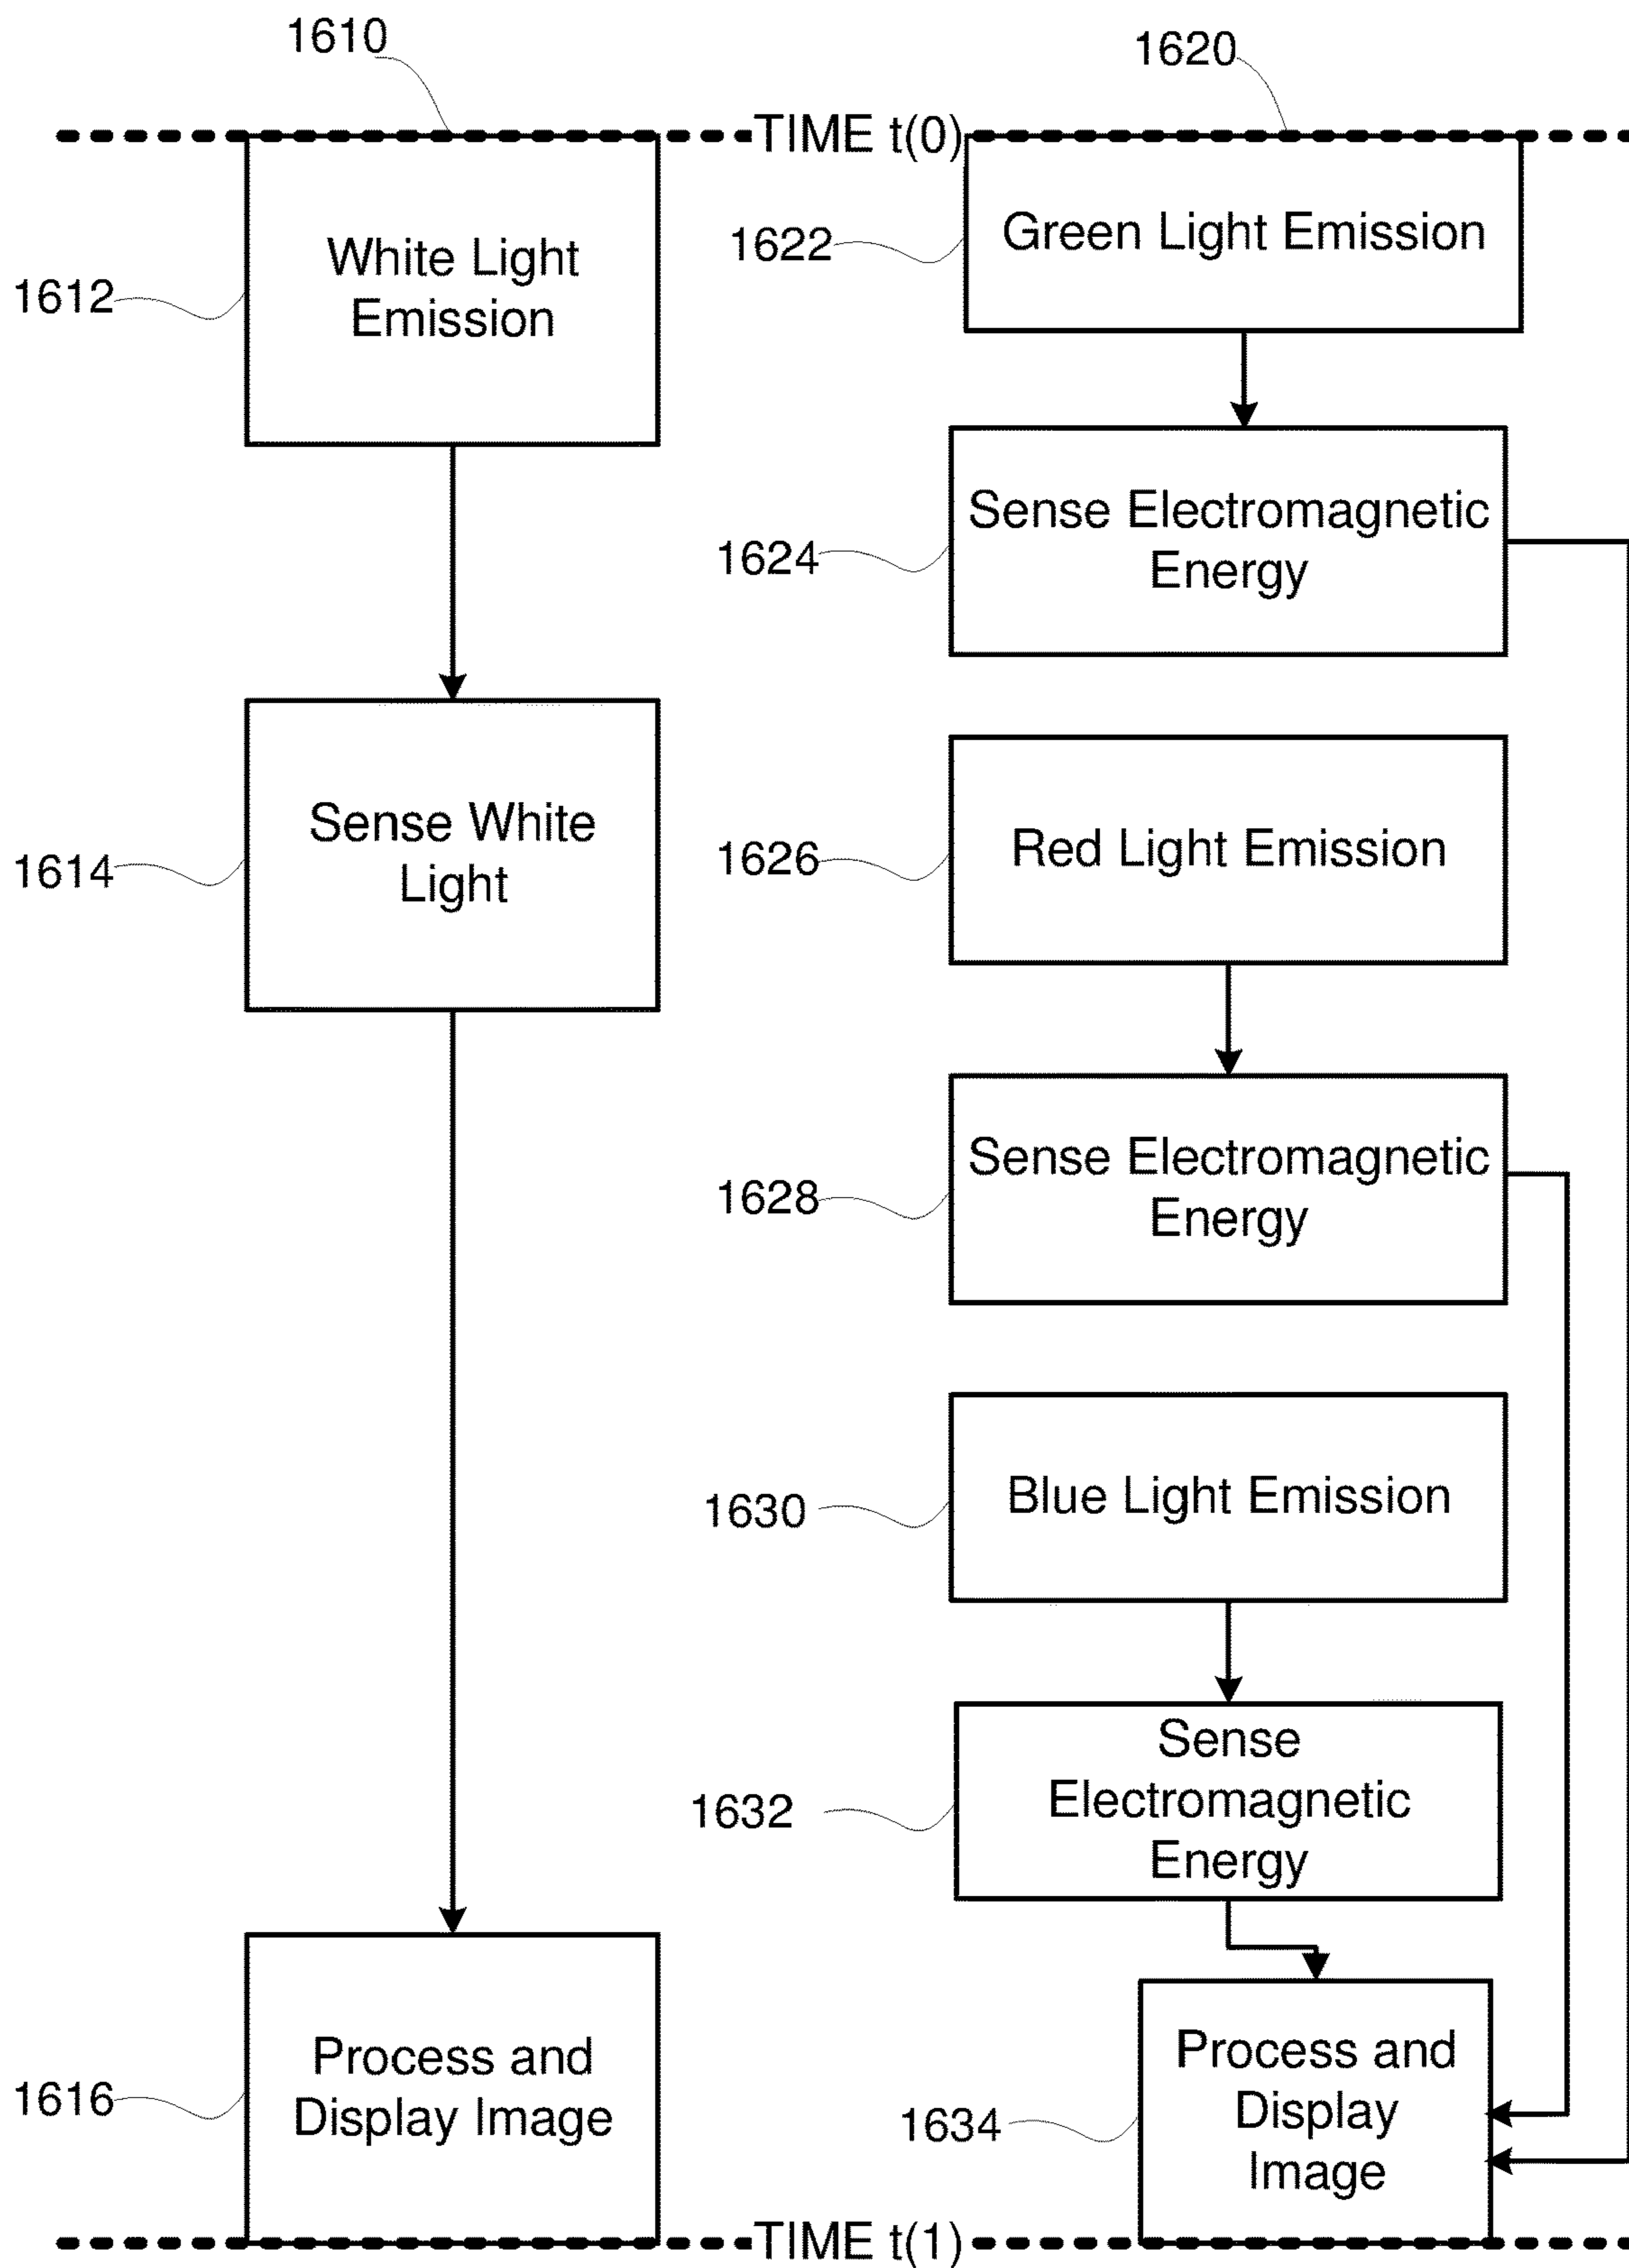 1610
1620
TIME t(0)
1612
White Light
Emission
1622
Green Light Emission
1624
Sense Electromagnetic
Energy
1614
Sense White
Light
1626
Red Light Emission
1628
Sense Electromagnetic
Energy
1630
Blue Light Emission
1632
Sense
Electromagnetic
Energy
1616
Process and
Display Image
1634
Process and
Display
Image
TIME t(1)